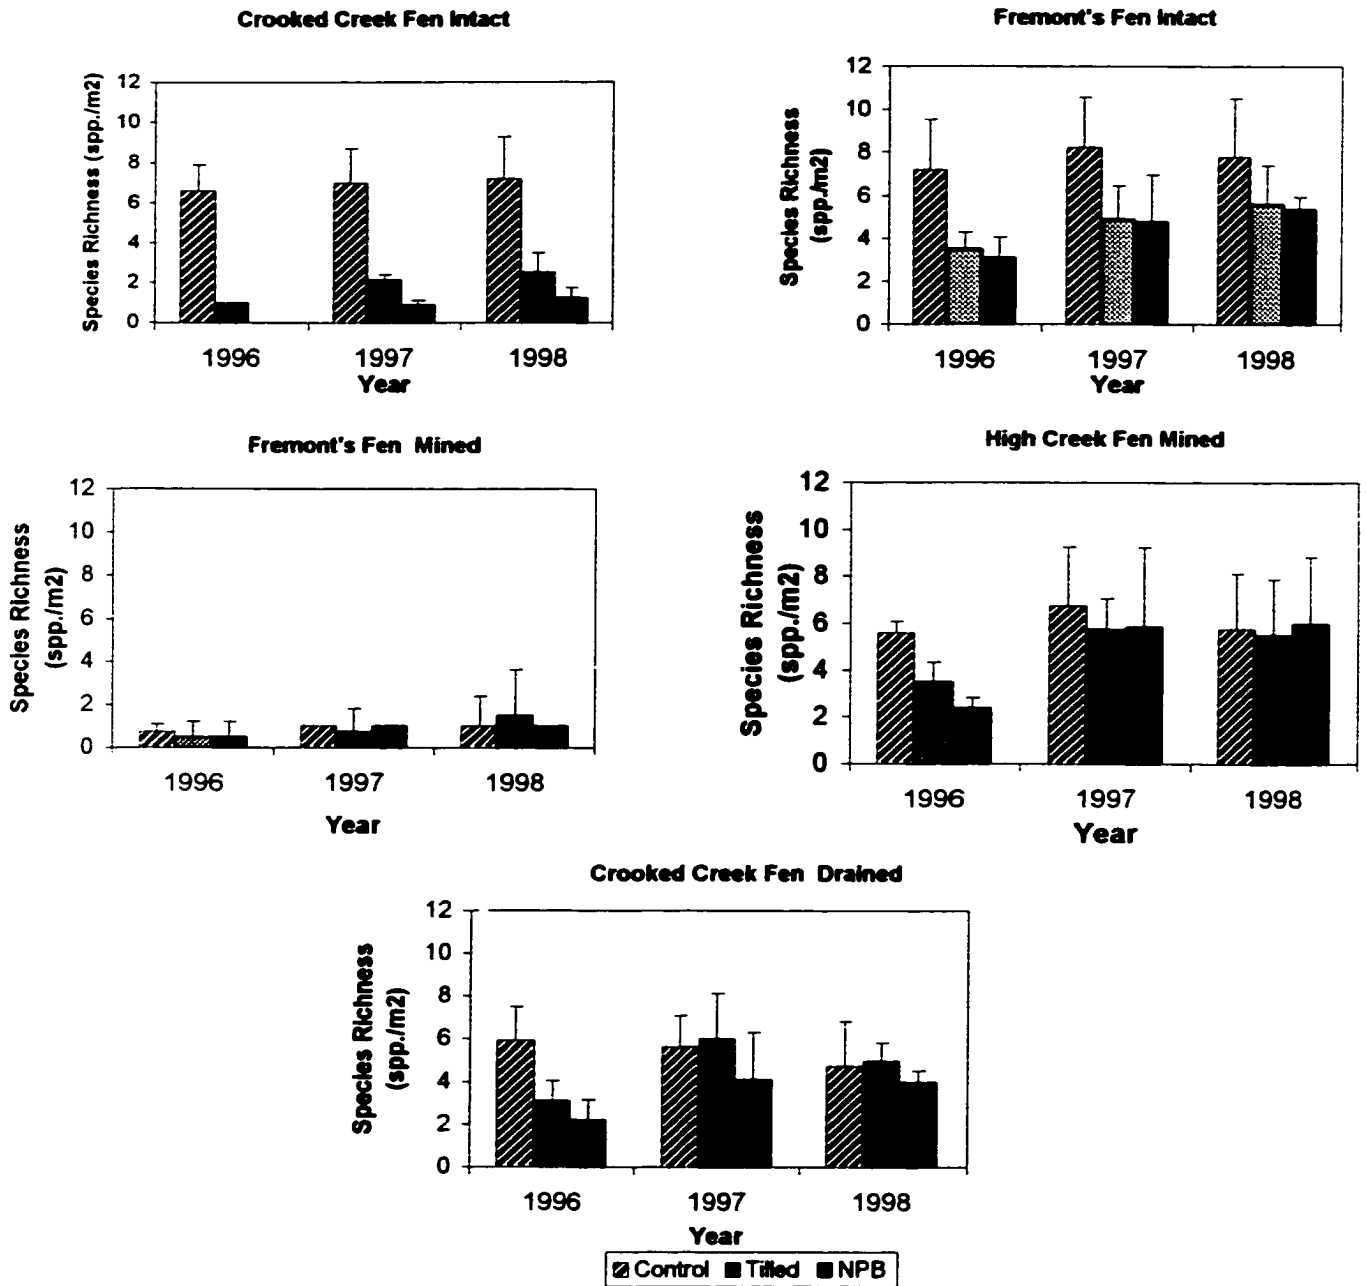 Crooked Creek Fen Intact
Species Richness (spp./m2)
12
10
8
6
4
2
0
1996 1997 1998
Year
Fremont's Fen Intact
Species Richness
(spp./m2)
12
10
8
6
4
2
0
1996 1997 1998
Year
Fremont's Fen Mined
Species Richness
(spp./m2)
12
10
8
6
4
2
0
1996 1997 1998
Year
High Creek Fen Mined
Species Richness
(spp./m2)
12
10
8
6
4
2
0
1996 1997 1998
Year
Crooked Creek Fen Drained
Species Richness
(spp./m2)
12
10
8
6
4
2
0
1996 1997 1998
Year
Control Tilled NPB